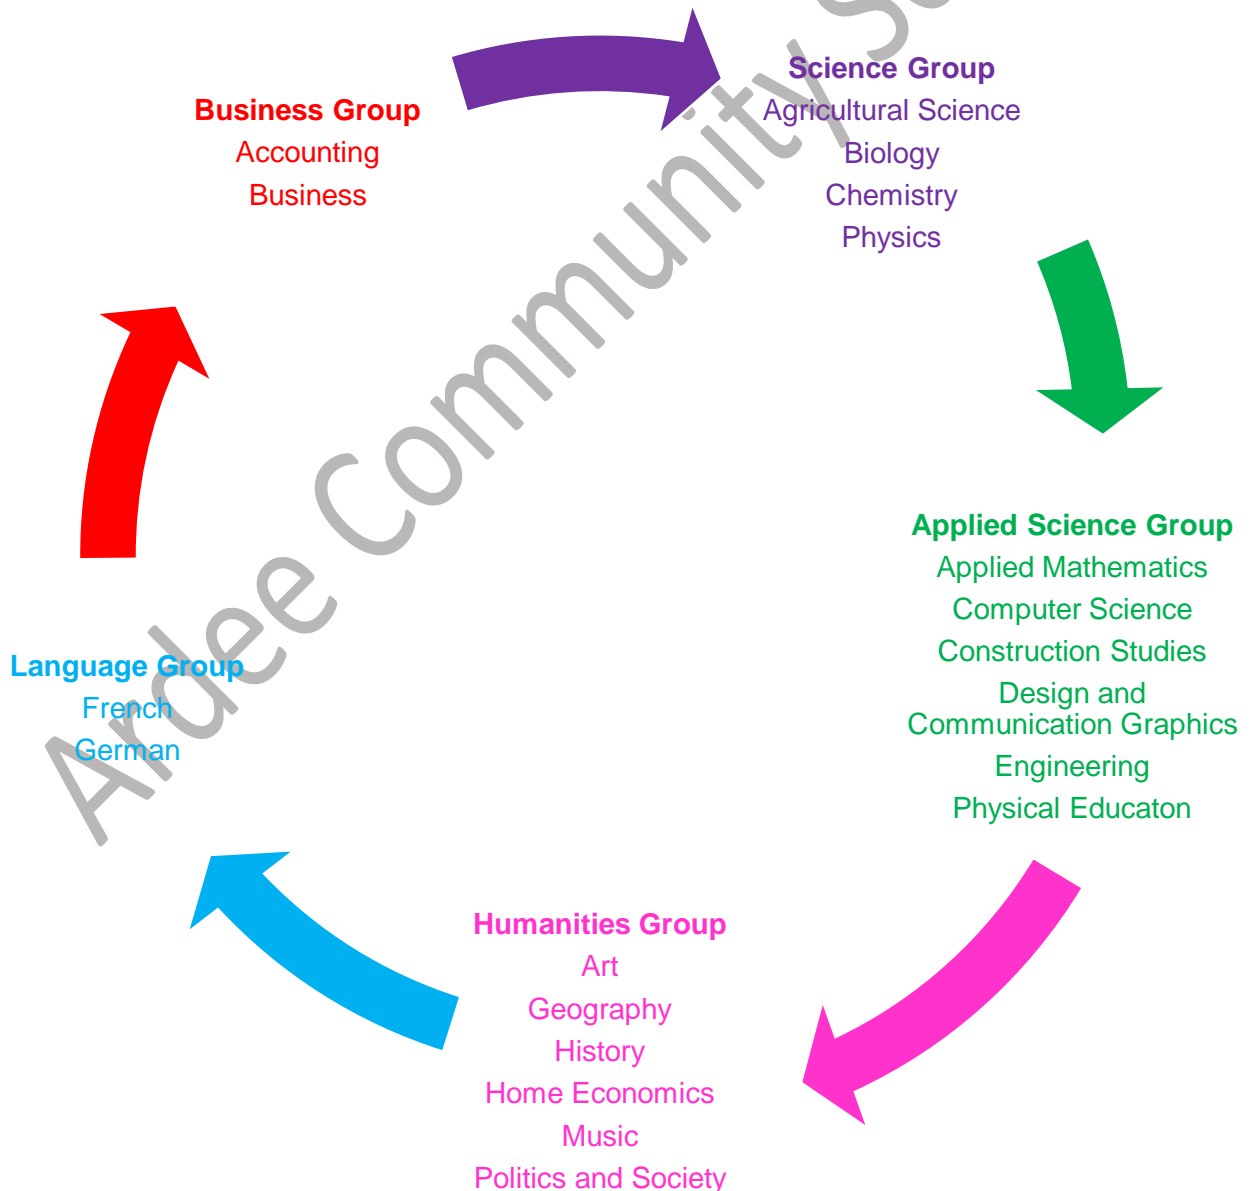 Business Group
Accounting
Business
Science Group
Agricultural Science
Biology
Chemistry
Physics
Applied Science Group
Applied Mathematics
Computer Science
Construction Studies
Design and
Communication Graphics
Engineering
Physical Educaton
Humanities Group
Art
Geography
History
Home Economics
Music
Politics and Society
Language Group
French
German
Ardee Community